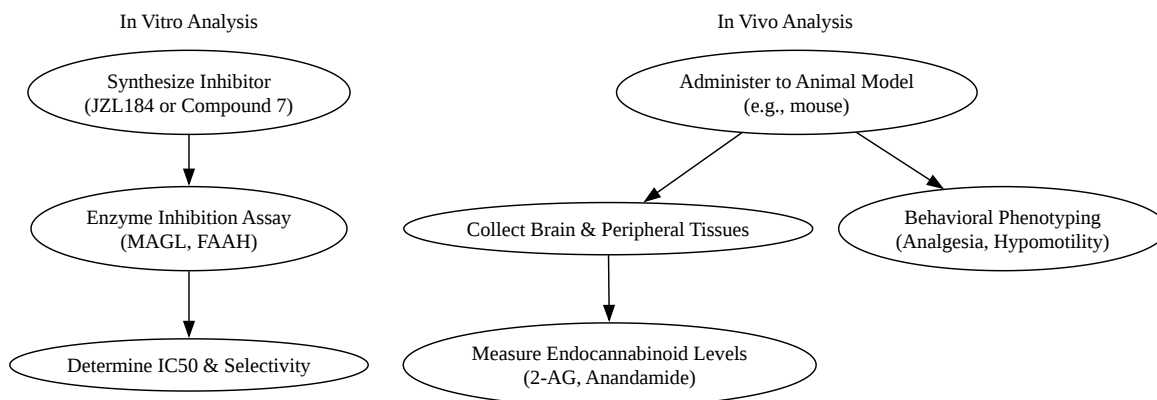 In Vitro Analysis
Synthesize Inhibitor
(JZL184 or Compound 7)
Enzyme Inhibition Assay
(MAGL, FAAH)
Determine IC50 & Selectivity
In Vivo Analysis
Administer to Animal Model
(e.g., mouse)
Collect Brain & Peripheral Tissues
Behavioral Phenotyping
(Analgesia, Hypomotility)
Measure Endocannabinoid Levels
(2-AG, Anandamide)